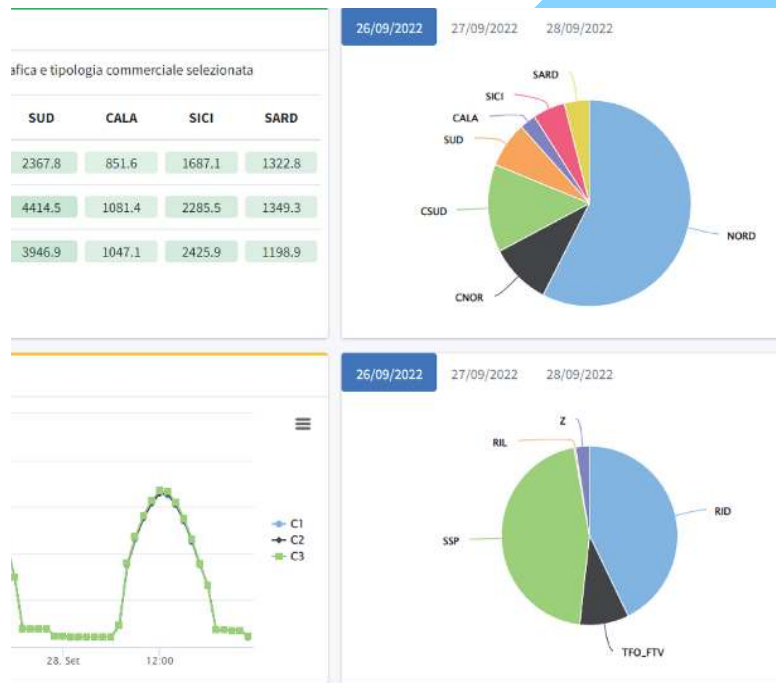 afica e tipologia commerciale selezionata
SUD CALA SICI SARD
2367.8 851.6 1687.1 1322.8
4414.5 1081.4 2285.5 1349.3
3946.9 1047.1 2425.9 1198.9
26/09/2022 27/09/2022 28/09/2022
SARD
SICI
CALA
SUD
CSUD
NORD
CNOR
C1
C2
C3
28. Set 12:00
26/09/2022 27/09/2022 28/09/2022
Z
RIL
RID
SSP
TFO_FTV